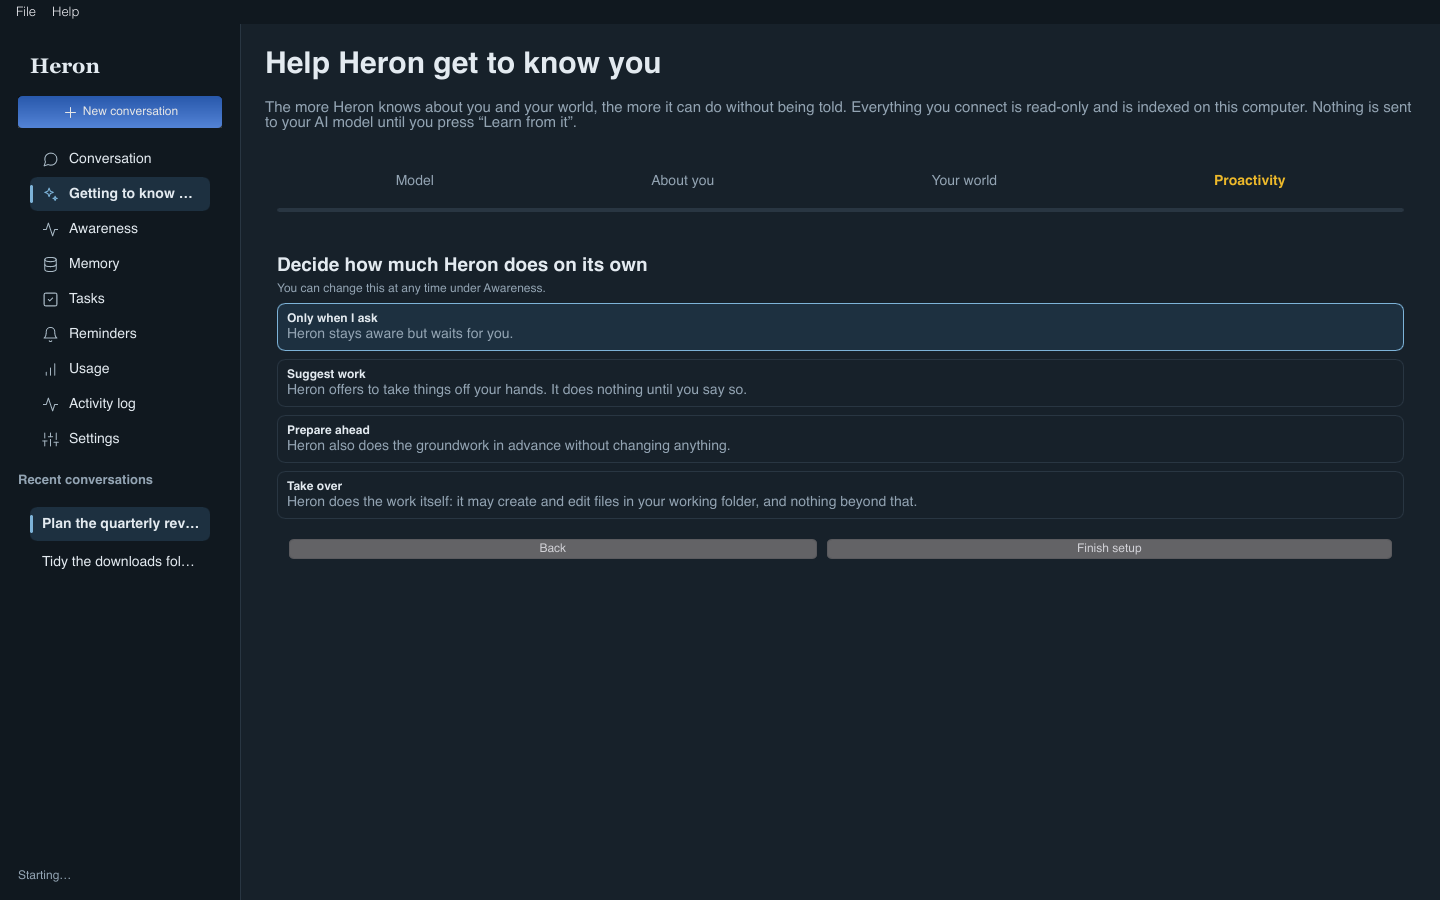 File Help
Heron
New conversation
Conversation
Getting to know …
Awareness
Memory
Tasks
Reminders
Usage
Activity log
Settings
Recent conversations
Plan the quarterly rev…
Tidy the downloads fol…
Starting…
Help Heron get to know you
The more Heron knows about you and your world, the more it can do without being told. Everything you connect is read-only and is indexed on this computer. Nothing is sent
to your AI model until you press “Learn from it”.
Model About you Your world Proactivity
Decide how much Heron does on its own
You can change this at any time under Awareness.
Only when I ask
Heron stays aware but waits for you.
Suggest work
Heron offers to take things off your hands. It does nothing until you say so.
Prepare ahead
Heron also does the groundwork in advance without changing anything.
Take over
Heron does the work itself: it may create and edit files in your working folder, and nothing beyond that.
Back Finish setup